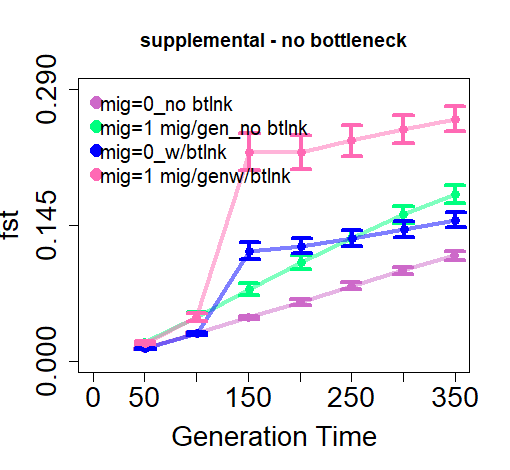 supplemental - no bottleneck
0.290
0.145
0.000
fst
mig=0_no btlnk
mig=1 mig/gen_no btlnk
mig=0_w/btlnk
mig=1 mig/genw/btlnk
0 50 150 250 350
Generation Time